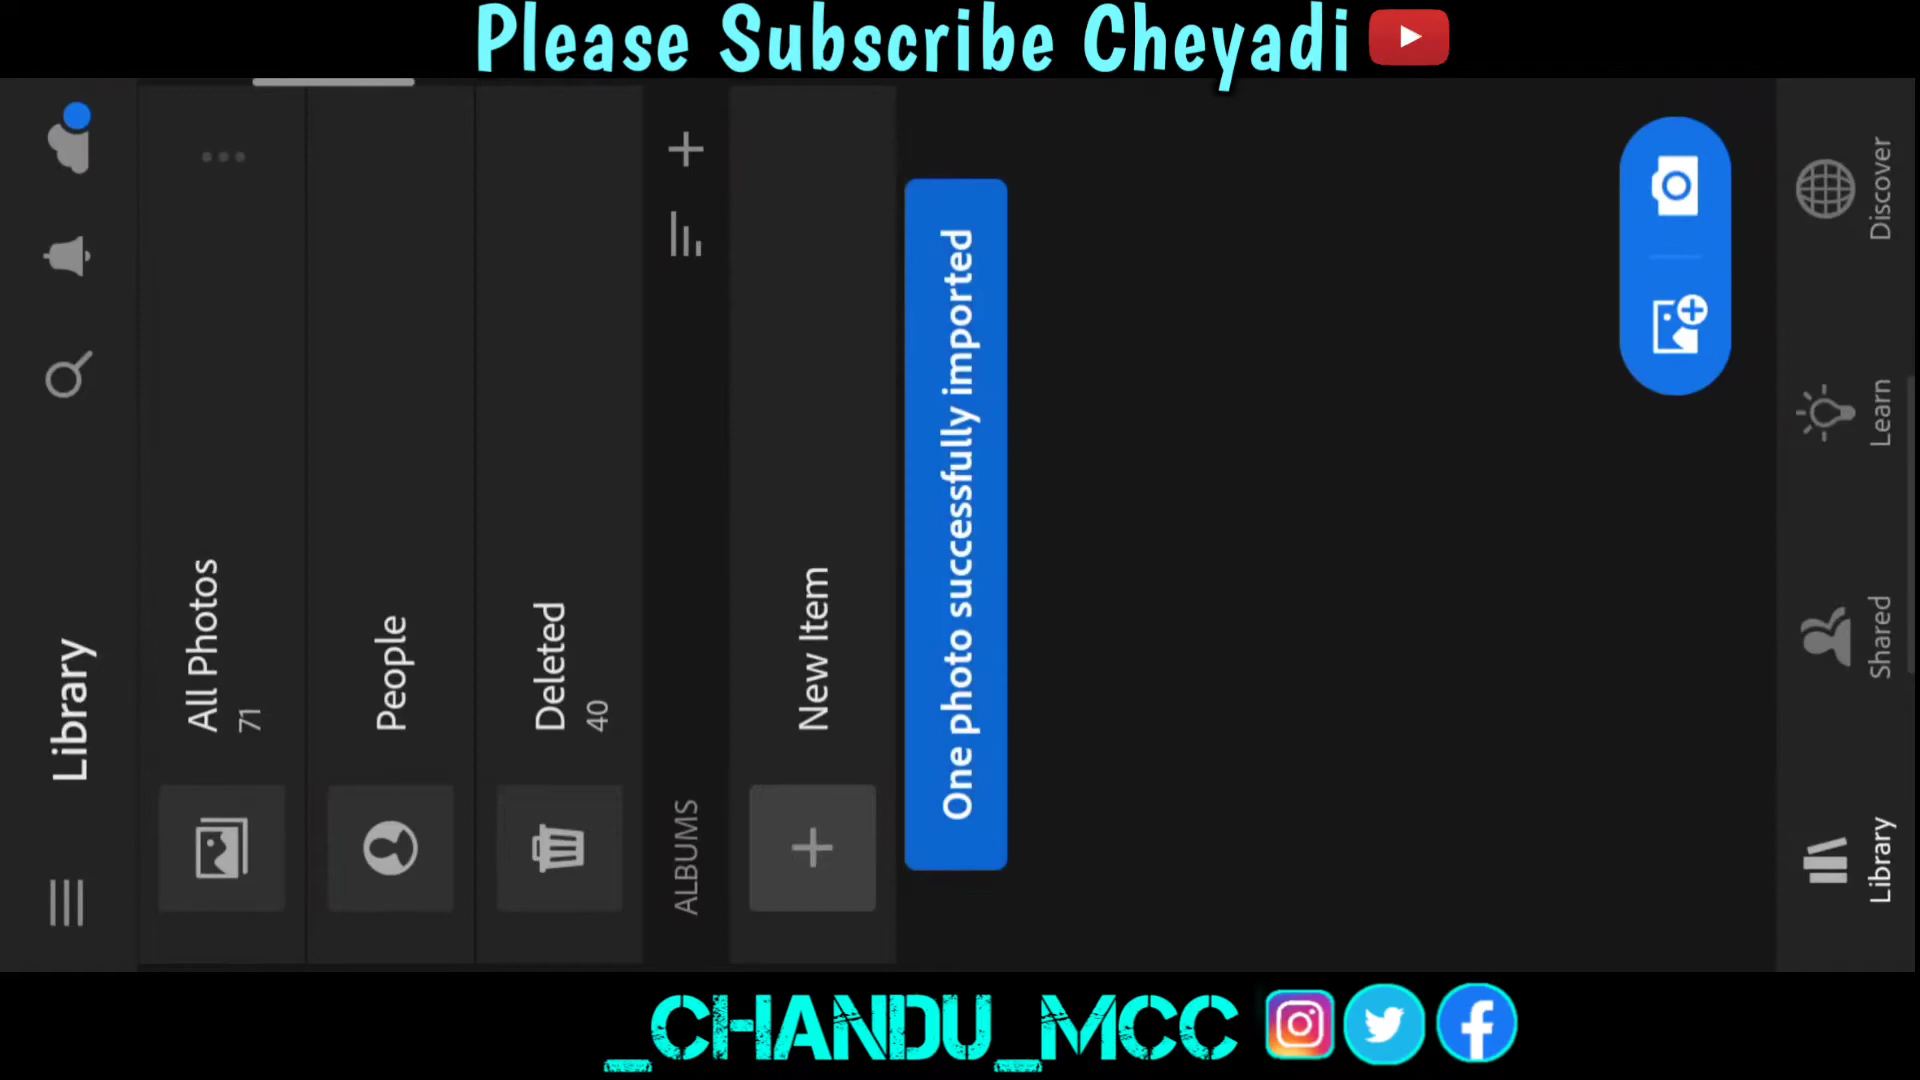 Please Subscribe Cheyadi
Library
All Photos
71
People
Deleted
40
ALBUMS
New Item
One photo successfully imported
Library
Shared
Learn
Discover
_CHANDU_MCC